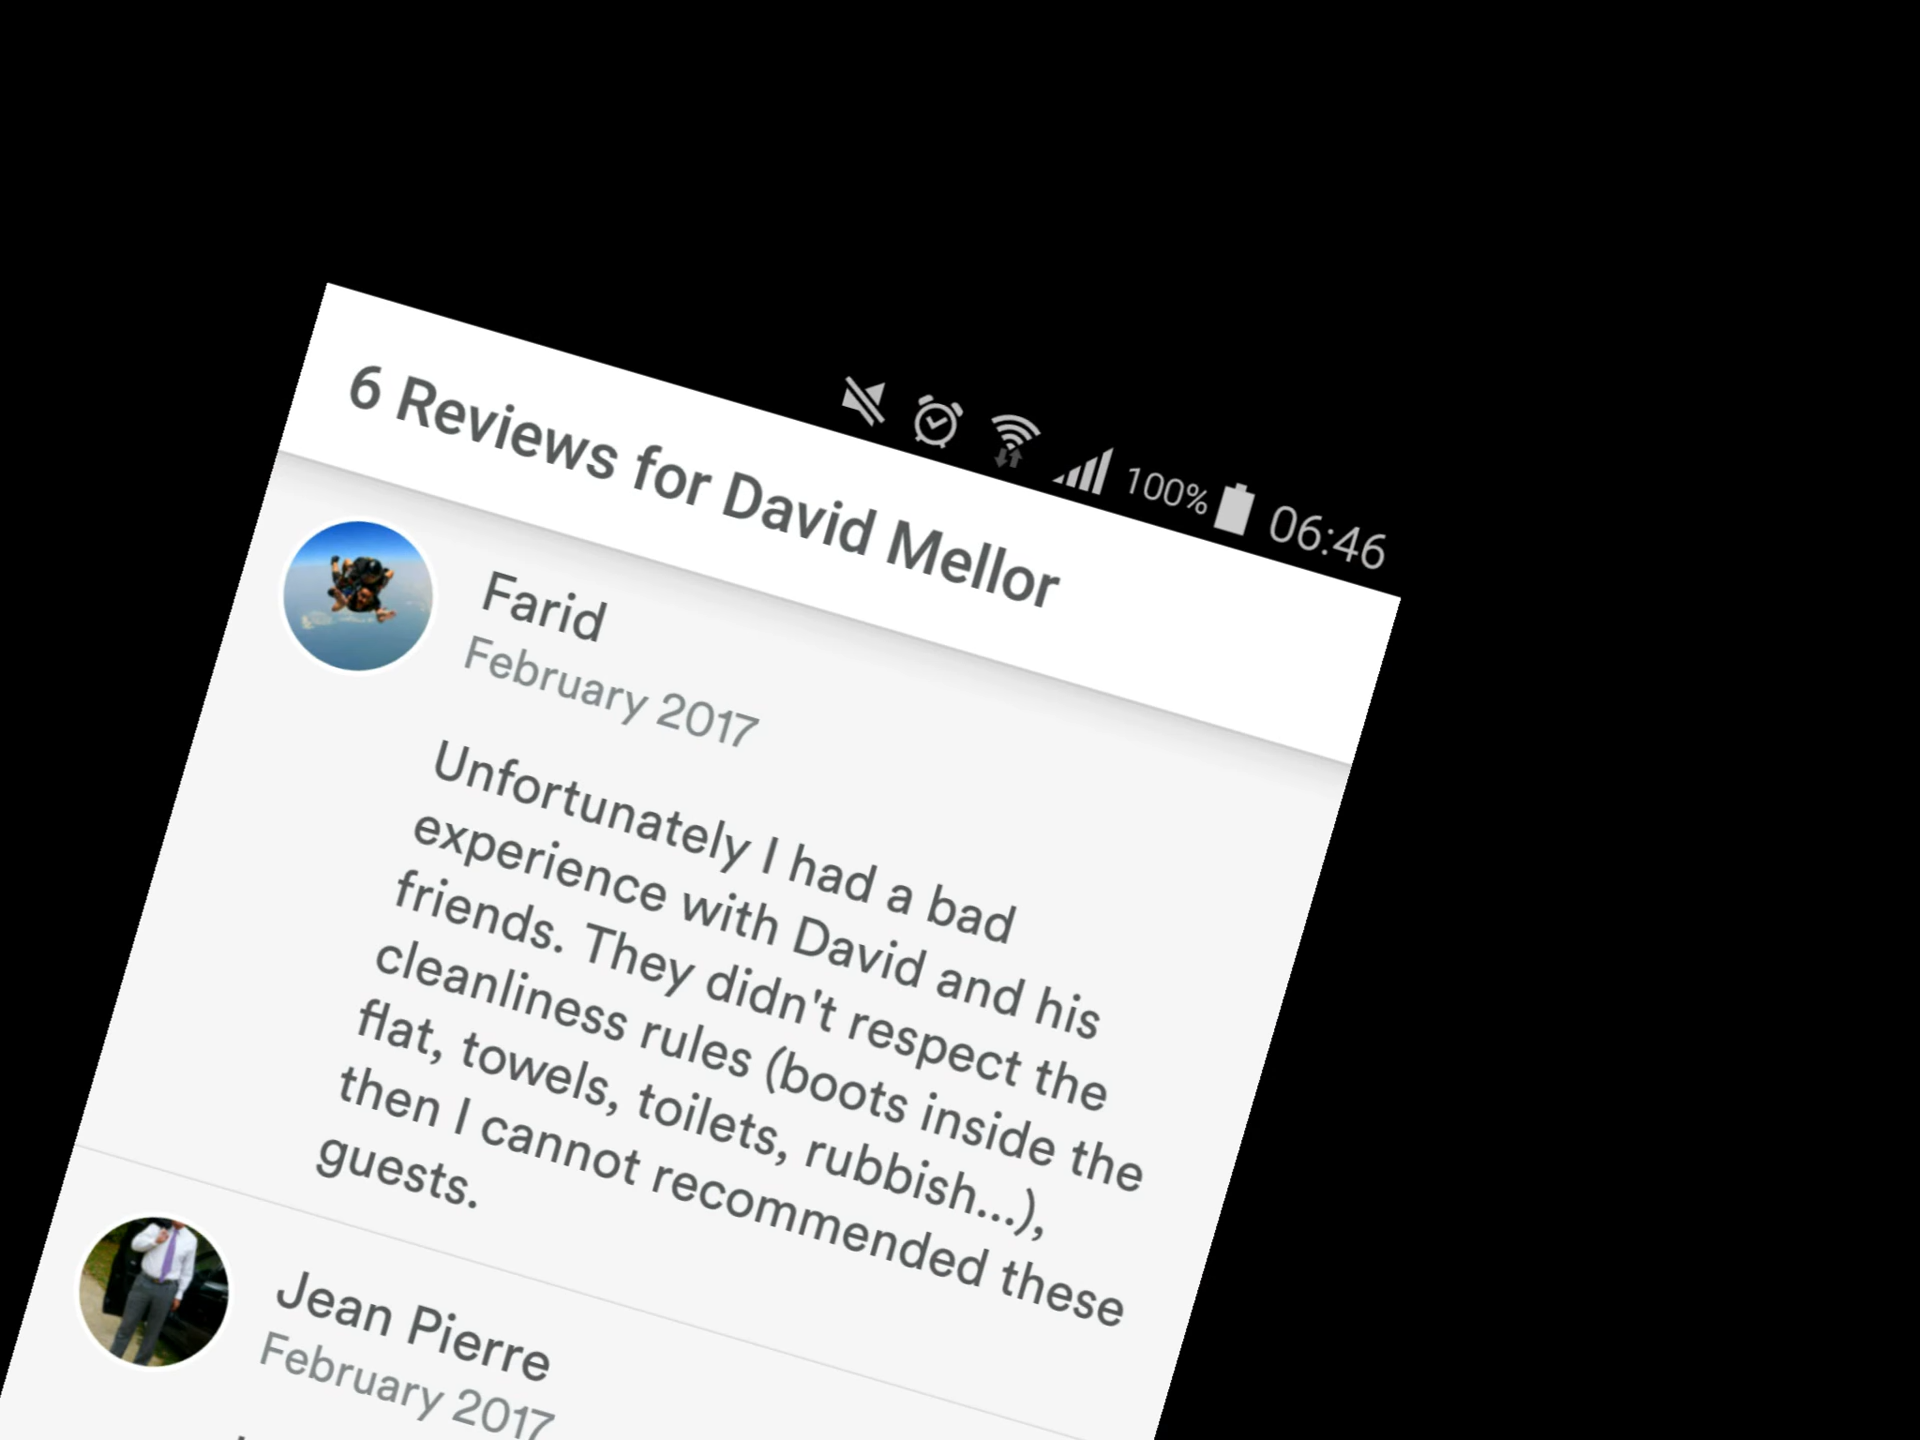 100% 06:46
6 Reviews for David Mellor
Farid
February 2017
Unfortunately I had a bad
experience with David and his
friends. They didn't respect the
cleanliness rules (boots inside the
flat, towels, toilets, rubbish...),
then I cannot recommended these
guests.
Jean Pierre
February 2017